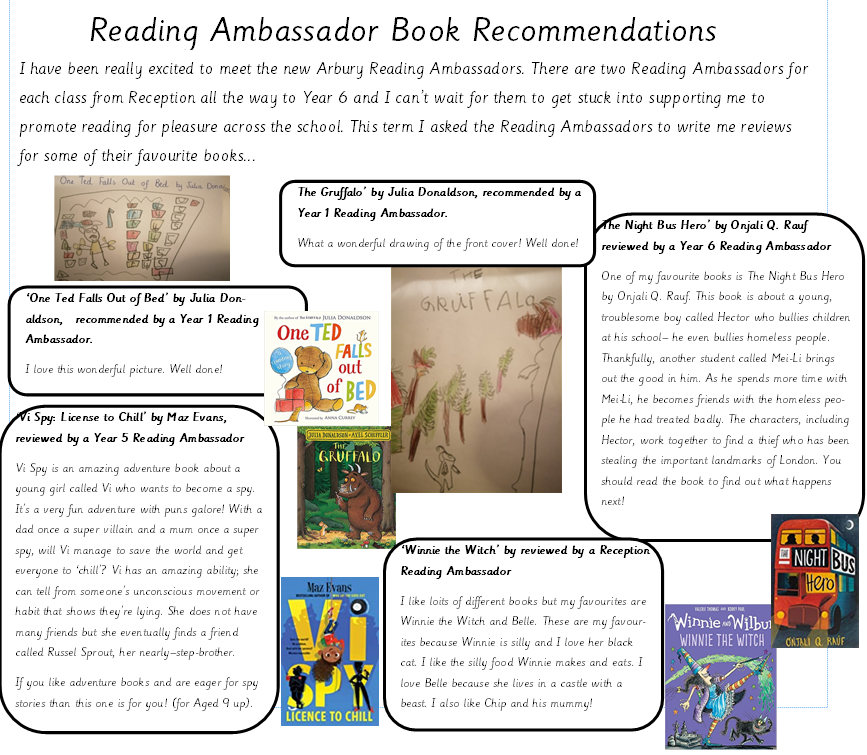 Reading Ambassador Book Recommendations
I have been really excited to meet the new Arbury Reading Ambassadors. There are two Reading Ambassadors for
each class from Reception all the way to Year 6 and I can't wait for them to get stuck into supporting me to
promote reading for pleasure across the school. This term I asked the Reading Ambassadors to write me reviews
for some of their favourite books...
One Ted Falls Out of Bed by Julia Donal
The Gruffalo' by Julia Donaldson, recommended by a
Year 1 Reading Ambassador.
What a wonderful drawing of the front cover! Well done!
THE
GRUFFALO
The Night Bus Hero' by Onjali Q. Rauf
reviewed by a Year 6 Reading Ambassador
One of my favourite books is The Night Bus Hero
by Onjali Q. Rauf. This book is about a young,
troublesome boy called Hector who bullies children
at his school– he even bullies homeless people.
Thankfully, another student called Mei-Li brings
out the good in him. As he spends more time with
Mei-Li, he becomes friends with the homeless peo-
ple he had treated badly. The characters, including
Hector, work together to find a thief who has been
stealing the important landmarks of London. You
should read the book to find out what happens
next!
'One Ted Falls Out of Bed' by Julia Don-
aldson, recommended by a Year 1 Reading
Ambassador.
I love this wonderful picture. Well done!
JULIA DONALDSON
One TED
FALLS
out
of BED
Illustrated by ANNA CURREY
JULIA DONALDSON • AXEL SCHEFFLER
THE
GRUFFALO
'Vi Spy: License to Chill' by Maz Evans,
reviewed by a Year 5 Reading Ambassador
Vi Spy is an amazing adventure book about a
young girl called Vi who wants to become a spy.
It's a very fun adventure with puns galore! With a
dad once a super villain and a mum once a super
spy, will Vi manage to save the world and get
everyone to 'chill'? Vi has an amazing ability; she
can tell from someone's unconscious movement or
habit that shows they're lying. She does not have
many friends but she eventually finds a friend
called Russel Sprout, her nearly–step-brother.
If you like adventure books and are eager for spy
stories than this one is for you! (for Aged 9 up).
Maz Evans
Vi
SPY
LICENCE TO CHILL
'Winnie the Witch' by reviewed by a Reception
Reading Ambassador
I like loits of different books but my favourites are
Winnie the Witch and Belle. These are my favour-
ites because Winnie is silly and I love her black
cat. I like the silly food Winnie makes and eats. I
love Belle because she lives in a castle with a
beast. I also like Chip and his mummy!
VALERIE THOMAS AND KORKY PAUL
Winnie AND Wilbur
WINNIE THE WITCH
THE
NIGHT BUS
Hero
ONJALI Q. RAUF